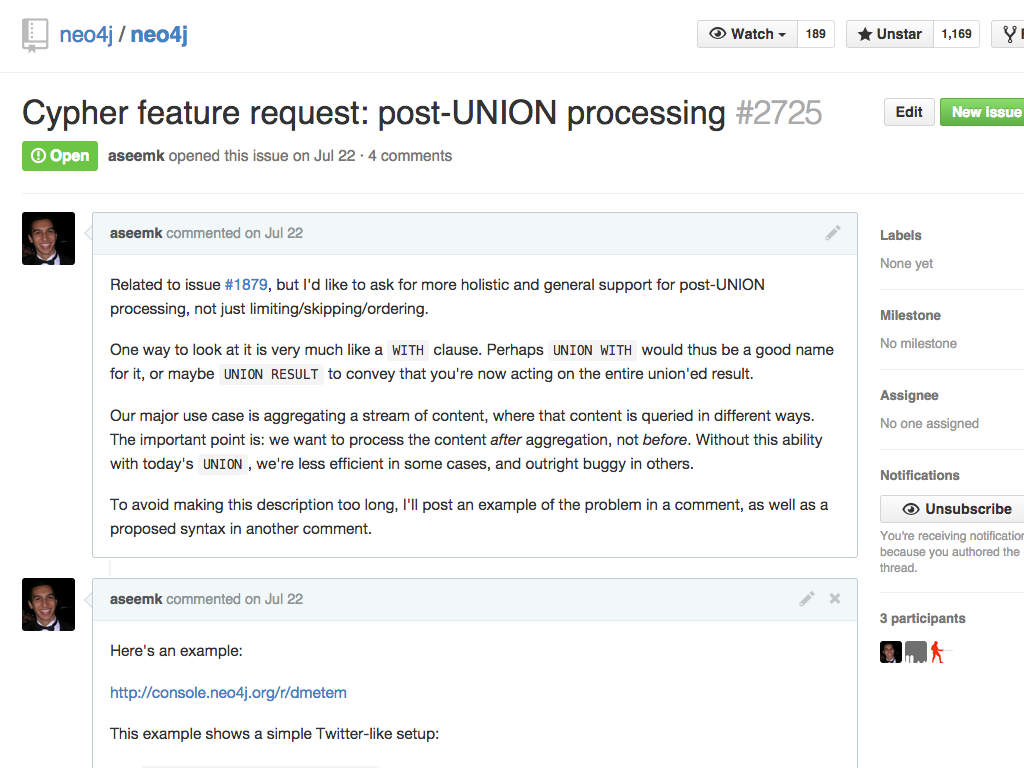 neo4j / neo4j
Watch 189
Unstar 1,169
Cypher feature request: post-UNION processing #2725
Edit
New issue
Open aseemk opened this issue on Jul 22 · 4 comments
aseemk commented on Jul 22
Related to issue #1879, but I'd like to ask for more holistic and general support for post-UNION
processing, not just limiting/skipping/ordering.
One way to look at it is very much like a WITH clause. Perhaps UNION WITH would thus be a good name
for it, or maybe UNION RESULT to convey that you're now acting on the entire union'ed result.
Our major use case is aggregating a stream of content, where that content is queried in different ways.
The important point is: we want to process the content after aggregation, not before. Without this ability
with today's UNION, we're less efficient in some cases, and outright buggy in others.
To avoid making this description too long, I'll post an example of the problem in a comment, as well as a
proposed syntax in another comment.
aseemk commented on Jul 22
Here's an example:
http://console.neo4j.org/r/dmetem
This example shows a simple Twitter-like setup:
Labels
None yet
Milestone
No milestone
Assignee
No one assigned
Notifications
Unsubscribe
You're receiving notification
because you authored the
thread.
3 participants